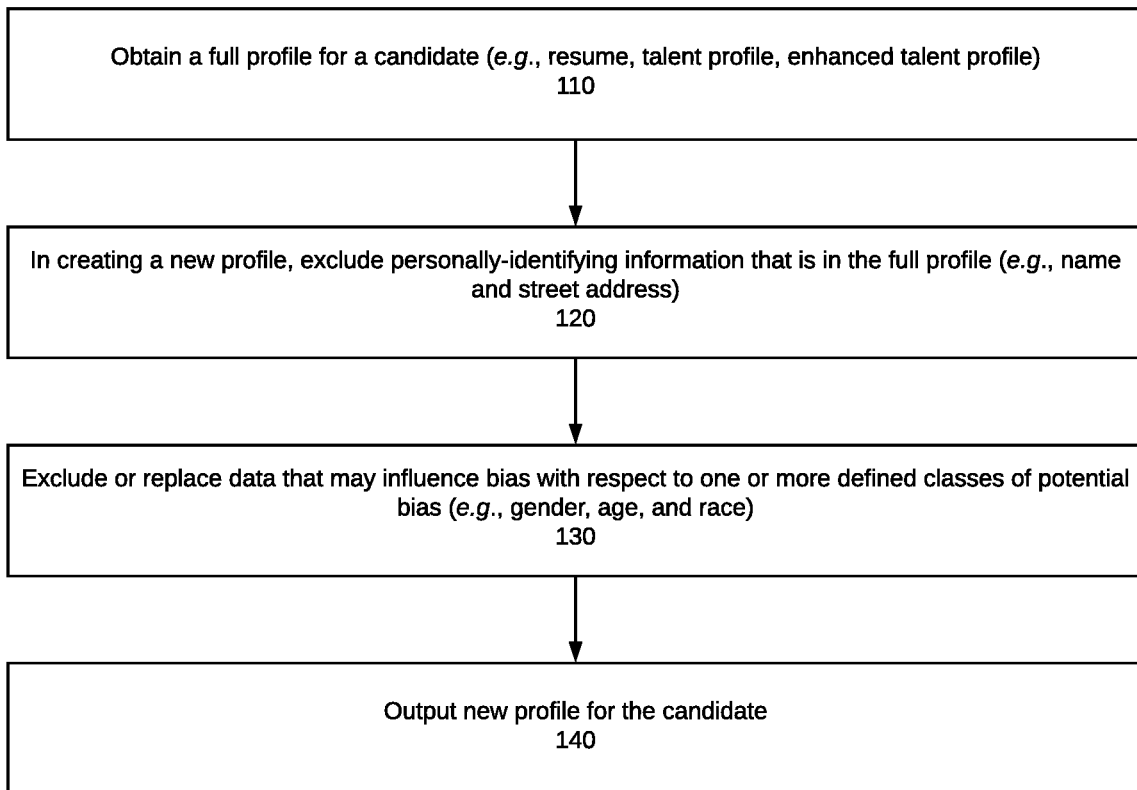 Obtain a full profile for a candidate (e.g., resume, talent profile, enhanced talent profile)
110
In creating a new profile, exclude personally-identifying information that is in the full profile (e.g., name
and street address)
120
Exclude or replace data that may influence bias with respect to one or more defined classes of potential
bias (e.g., gender, age, and race)
130
Output new profile for the candidate
140